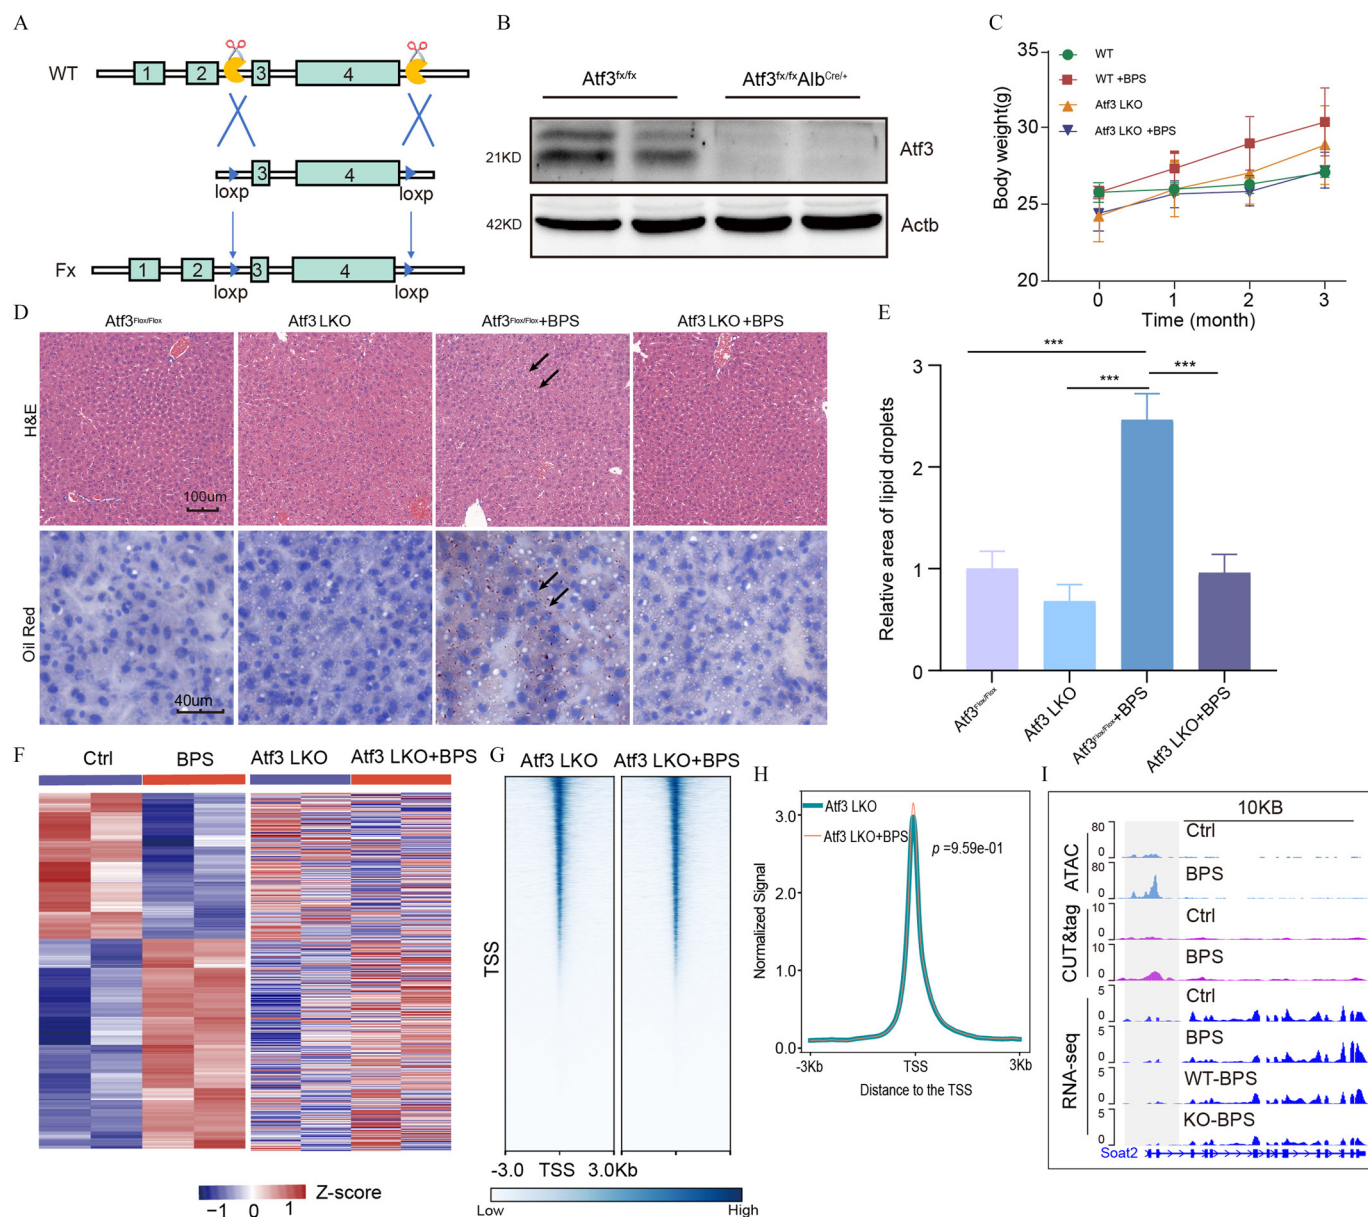 A
WT
1
2
3
4
3
4
loxp
loxp
Fx
1
2
3
4
loxp
loxp
B
Atf3fx/fx
Atf3fx/fxAlbCre/+
21KD
Atf3
42KD
Actb
C
Body weight(g)
35
30
25
20
WT
WT +BPS
Atf3 LKO
Atf3 LKO +BPS
0
1
2
3
Time (month)
D
Atf3Flox/Flox
Atf3 LKO
Atf3Flox/Flox+BPS
Atf3 LKO +BPS
H&E
100um
Oil Red
40um
E
Relative area of lipid droplets
3
2
1
0
***
***
***
Atf3Flox/Flox
Atf3 LKO
Atf3Flox/Flox+BPS
Atf3 LKO+BPS
F
Ctrl
BPS
Atf3 LKO
Atf3 LKO+BPS
−1
0
1
Z-score
G
Atf3 LKO
Atf3 LKO+BPS
TSS
-3.0
TSS
3.0Kb
Low
High
H
Atf3 LKO
Atf3 LKO+BPS
p =9.59e-01
Normalized Signal
3.0
2.0
1.0
0.0
-3Kb
TSS
3Kb
Distance to the TSS
I
10KB
ATAC
80
0
Ctrl
80
0
BPS
CUT&tag
10
0
Ctrl
10
0
BPS
RNA-seq
5
0
Ctrl
5
0
BPS
5
0
WT-BPS
5
0
KO-BPS
Soat2